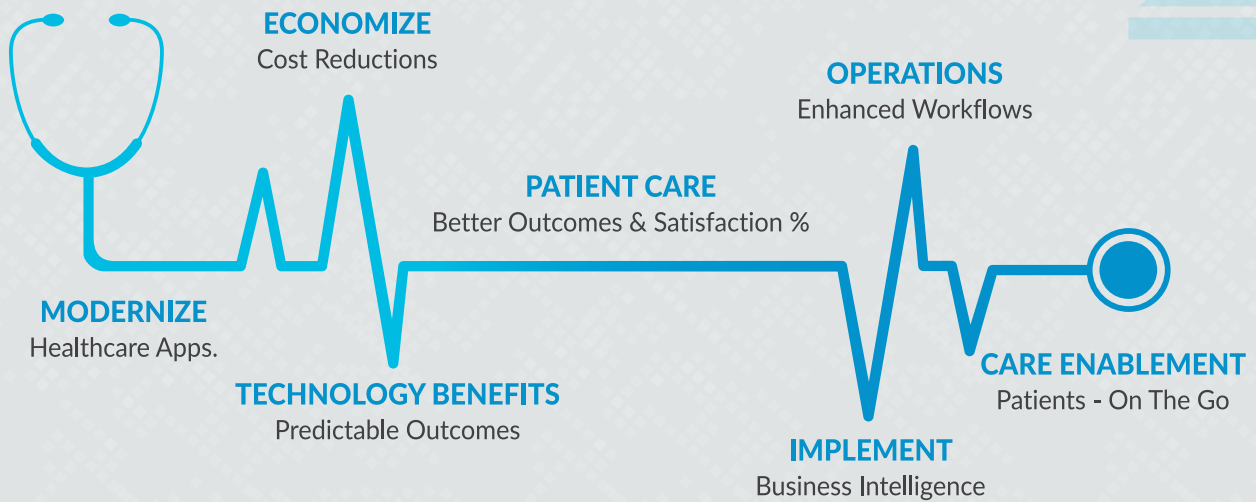 ECONOMIZE
Cost Reductions
OPERATIONS
Enhanced Workflows
PATIENT CARE
Better Outcomes & Satisfaction %
MODERNIZE
Healthcare Apps.
TECHNOLOGY BENEFITS
Predictable Outcomes
CARE ENABLEMENT
Patients - On The Go
IMPLEMENT
Business Intelligence